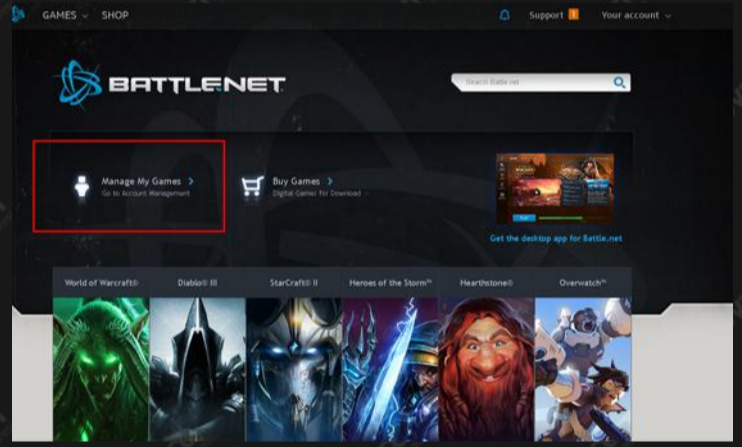 GAMES SHOP Support 1 Your account
BATTLE.NET
Search Battle.net
Manage My Games >
Go to Account Management
Buy Games >
Digital Games for Download
Get the desktop app for Battle.net
World of Warcraft® Diablo® III StarCraft® II Heroes of the Storm™ Hearthstone® Overwatch™